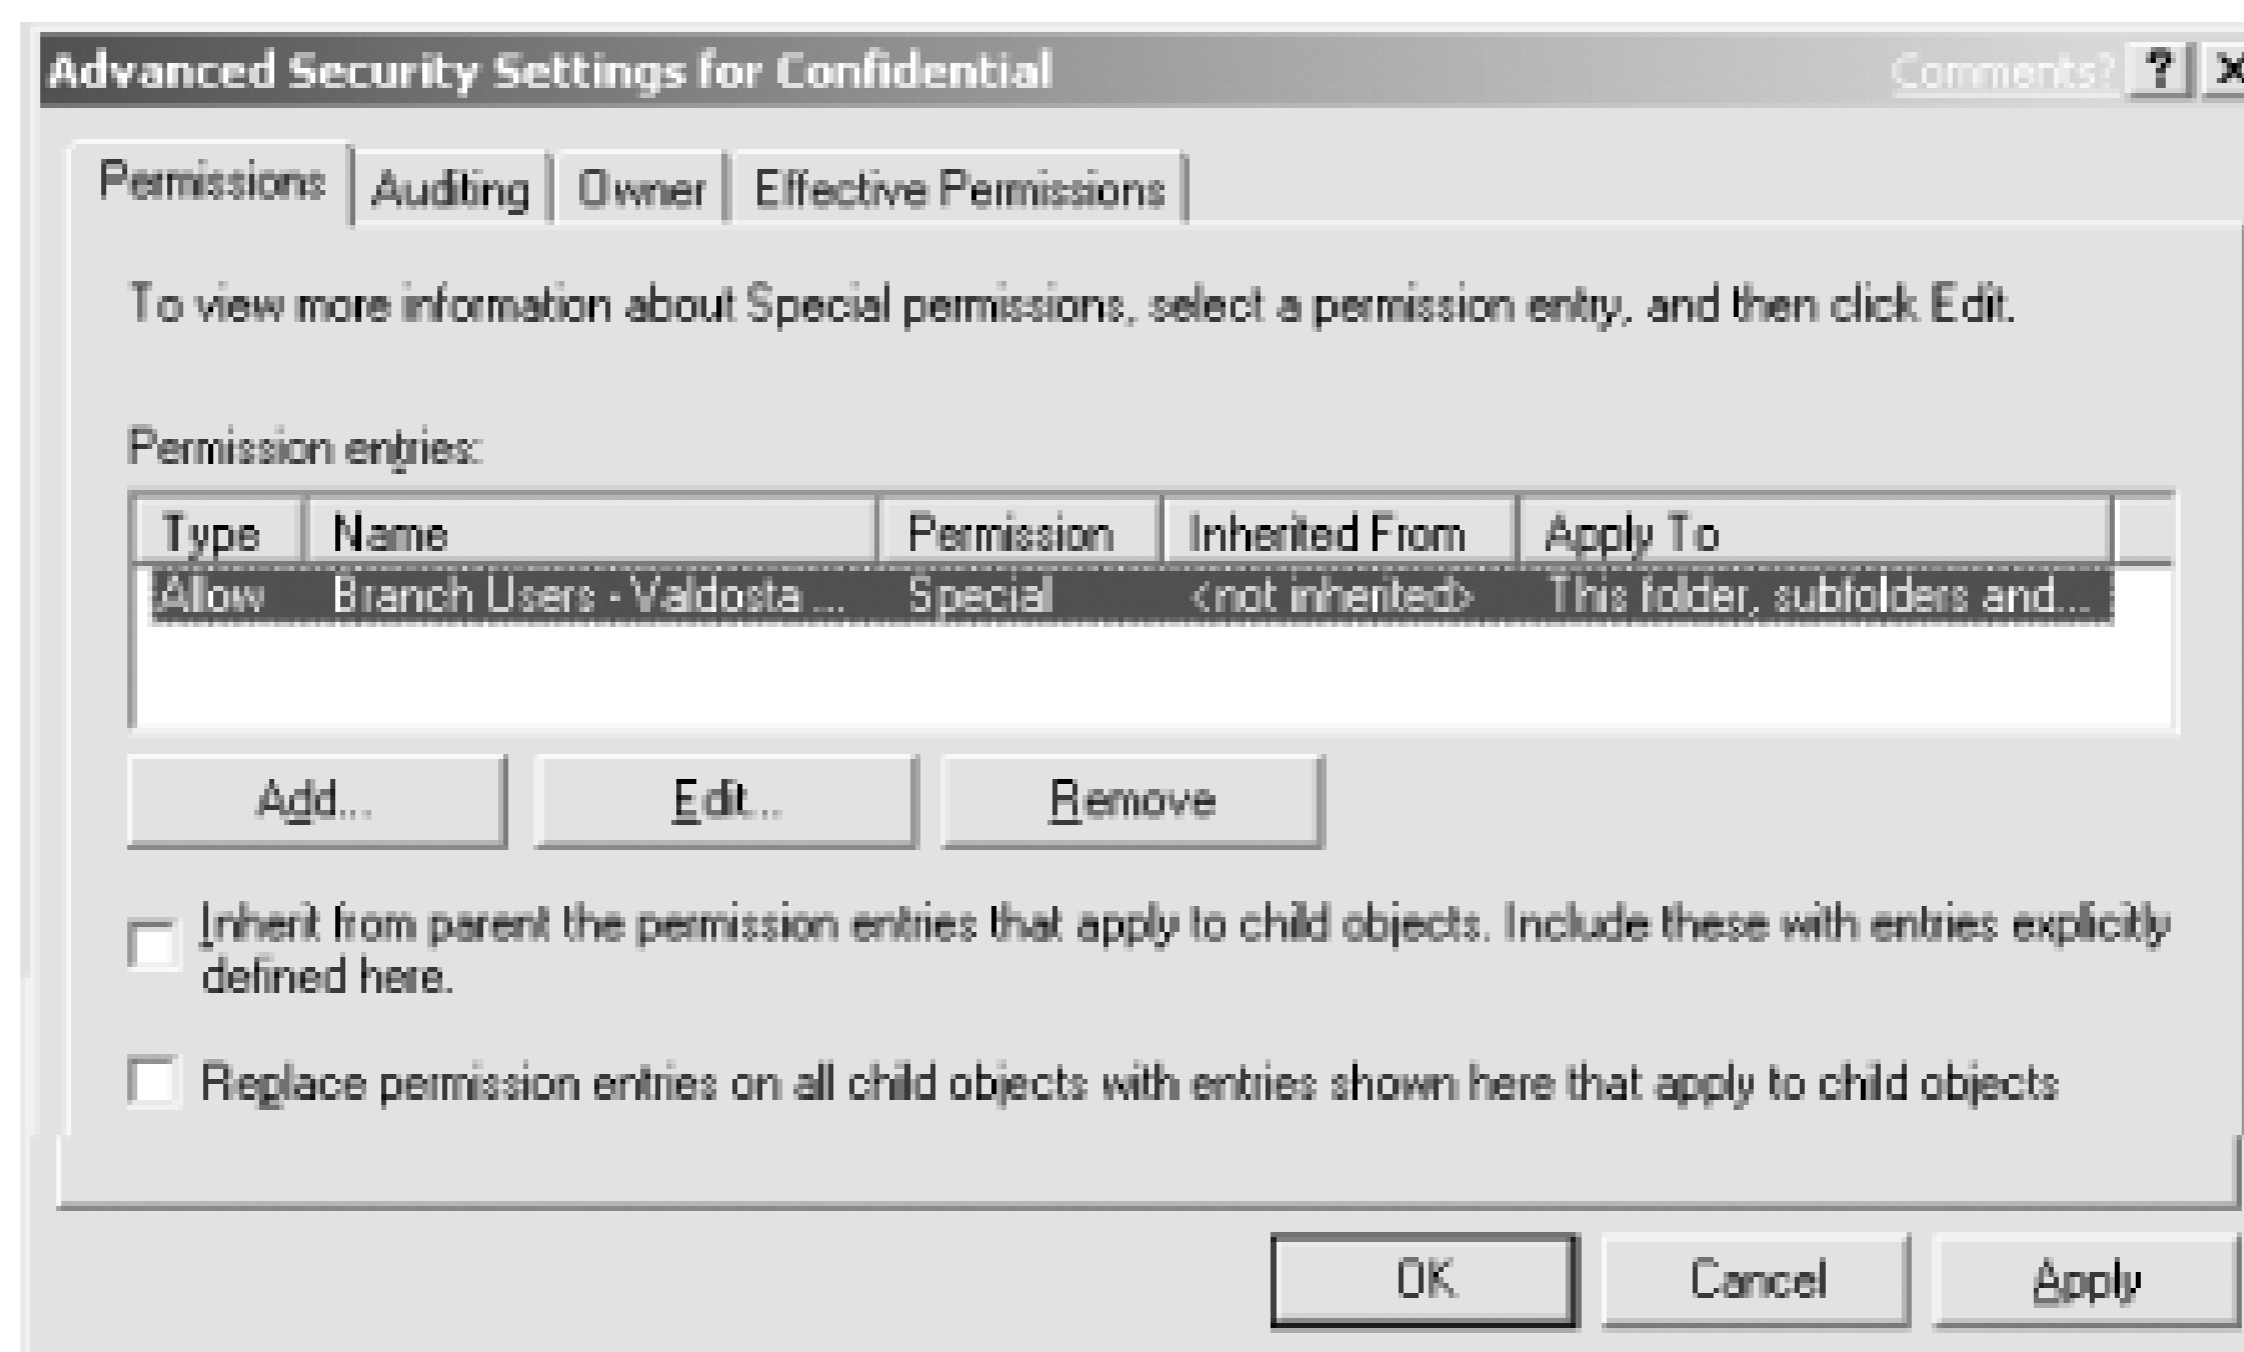 Advanced Security Settings for Confidential Comments? ? X
Permissions Auditing Owner Effective Permissions
To view more information about Special permissions, select a permission entry, and then click Edit.
Permission entries:
Type Name Permission Inherited From Apply To
Allow Branch Users - Valdosta ... Special <not inherited> This folder, subfolders and...
Add... Edit... Remove
Inherit from parent the permission entries that apply to child objects. Include these with entries explicitly
defined here.
Replace permission entries on all child objects with entries shown here that apply to child objects
OK Cancel Apply